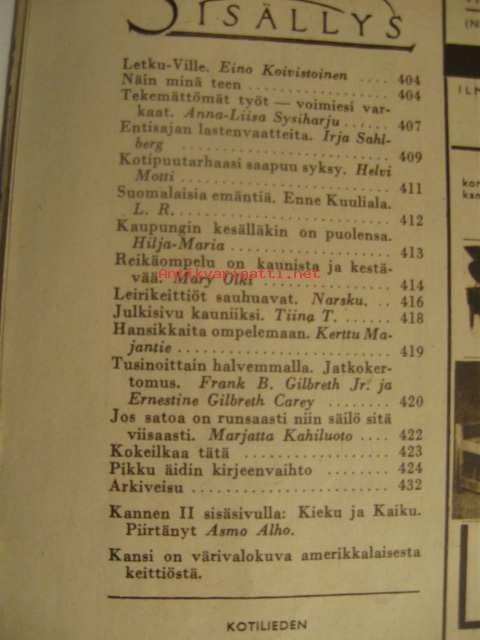 SISÄLLYS
Letku-Ville. Eino Koivistoinen .... 404
Näin minä teen .................... 404
Tekemättömät työt — voimiesi var-
kaat. Anna-Liisa Sysiharju ...... 407
Entisajan lastenvaatteita. Irja Sahl-
berg .......................... 409
Kotipuutarhaasi saapuu syksy. Helvi
Motti .......................... 411
Suomalaisia emäntiä. Enne Kuuliala.
L. R. .......................... 412
Kaupungin kesälläkin on puolensa.
Hilja-Maria .................... 413
Reikäompelu on kaunista ja kestä-
vää. Mary Olki ................ 414
Antikvariaatti.net
Leirikeittiöt sauhuavat. Narsku. .. 416
Julkisivu kauniiksi. Tiina T. ...... 418
Hansikkaita ompelemaan. Kerttu Ma-
jantie .......................... 419
Tusinoittain halvemmalla. Jatkoker-
tomus. Frank B. Gilbreth Jr. ja
Ernestine Gilbreth Carey ........ 420
Jos satoa on runsaasti niin säilö sitä
viisaasti. Marjatta Kahiluoto .... 422
Kokeilkaa tätä .................... 423
Pikku äidin kirjeenvaihto .......... 424
Arkiveisu .......................... 432
Kannen II sisäsivulla: Kieku ja Kaiku.
Piirtänyt Asmo Alho.
Kansi on värivalokuva amerikkalaisesta
keittiöstä.
KOTILIEDEN